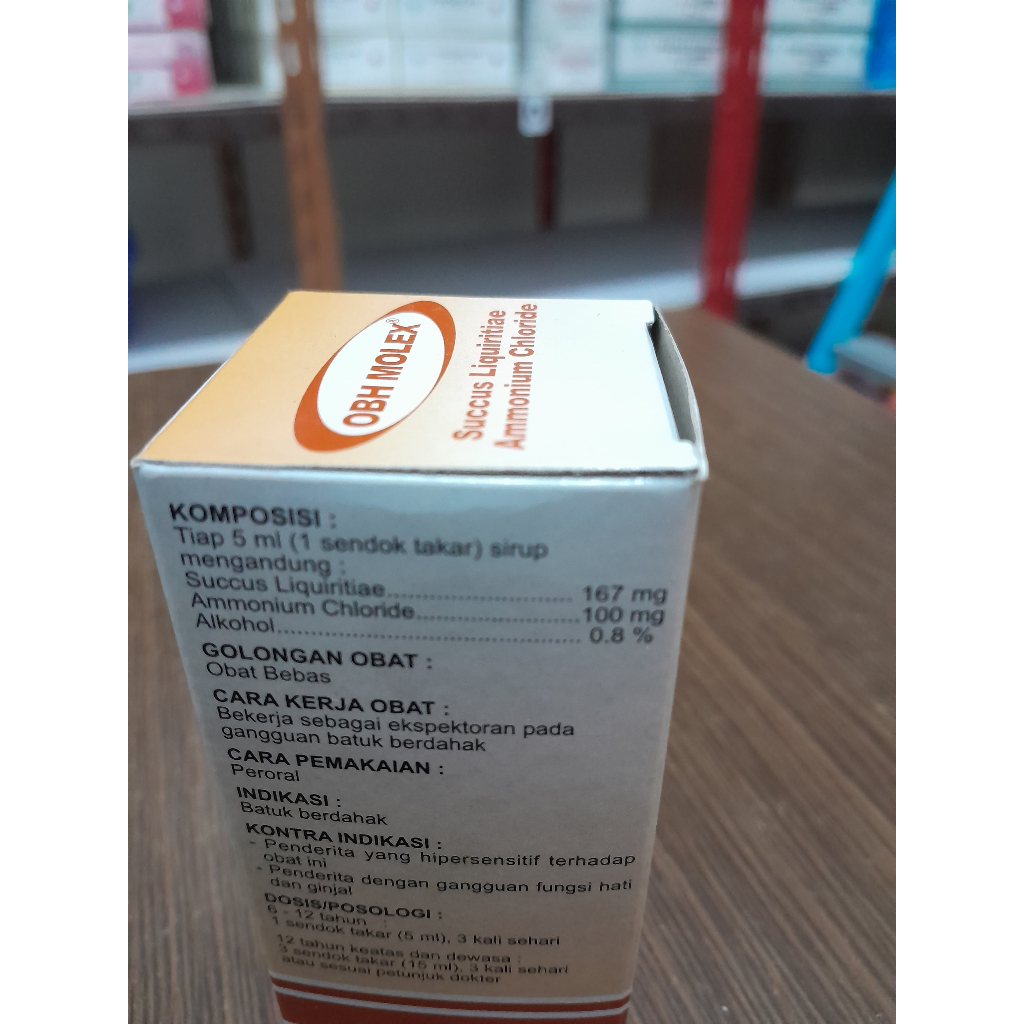 OBH MOLEX®
Succus Liquiritiae
Ammonium Chloride
KOMPOSISI :
Tiap 5 ml (1 sendok takar) sirup
mengandung :
Succus Liquiritiae............................ 167 mg
Ammonium Chloride.........................100 mg
Alkohol.............................................. 0.8 %
GOLONGAN OBAT :
Obat Bebas
CARA KERJA OBAT :
Bekerja sebagai ekspektoran pada
gangguan batuk berdahak
CARA PEMAKAIAN :
Peroral
INDIKASI :
Batuk berdahak
KONTRA INDIKASI :
- Penderita yang hipersensitif terhadap
obat ini
- Penderita dengan gangguan fungsi hati
dan ginjal
DOSIS/POSOLOGI :
6 - 12 tahun :
1 sendok takar (5 ml), 3 kali sehari
12 tahun keatas dan dewasa :
3 sendok takar (15 ml), 3 kali sehari
atau sesuai petunjuk dokter